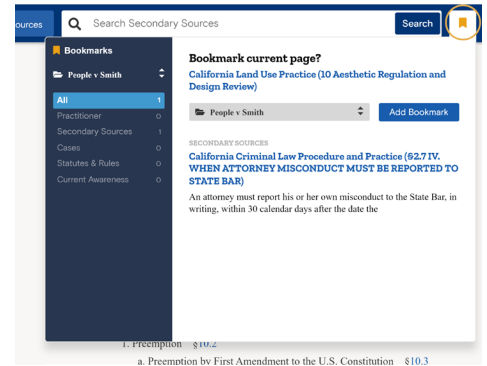 ources
Search Secondary Sources
Search
Bookmarks
People v Smith
All 1
Practitioner 0
Secondary Sources 1
Cases 0
Statutes & Rules 0
Current Awareness 0
Bookmark current page?
California Land Use Practice (10 Aesthetic Regulation and
Design Review)
People v Smith
Add Bookmark
SECONDARY SOURCES
California Criminal Law Procedure and Practice (§2.7 IV.
WHEN ATTORNEY MISCONDUCT MUST BE REPORTED TO
STATE BAR)
An attorney must report his or her own misconduct to the State Bar, in
writing, within 30 calendar days after the date the
1. Preemption §10.2
a. Preemption by First Amendment to the U.S. Constitution §10.3